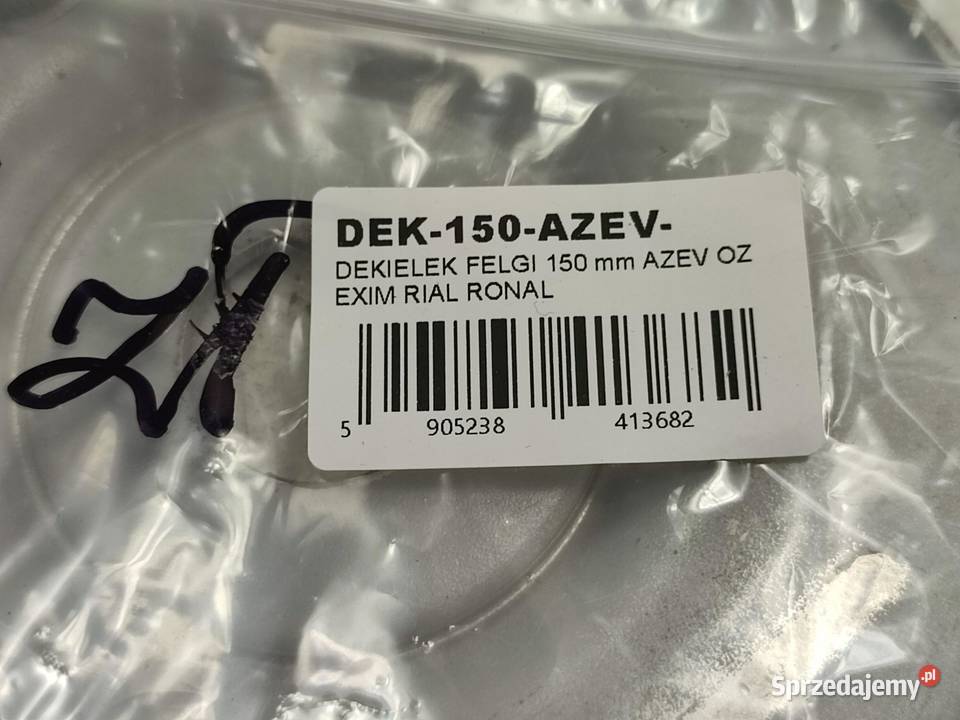 DEK-150-AZEV-
DEKIELEK FELGI 150 mm AZEV OZ
EXIM RIAL RONAL
5 905238 413682
Sprzedajemy.pl